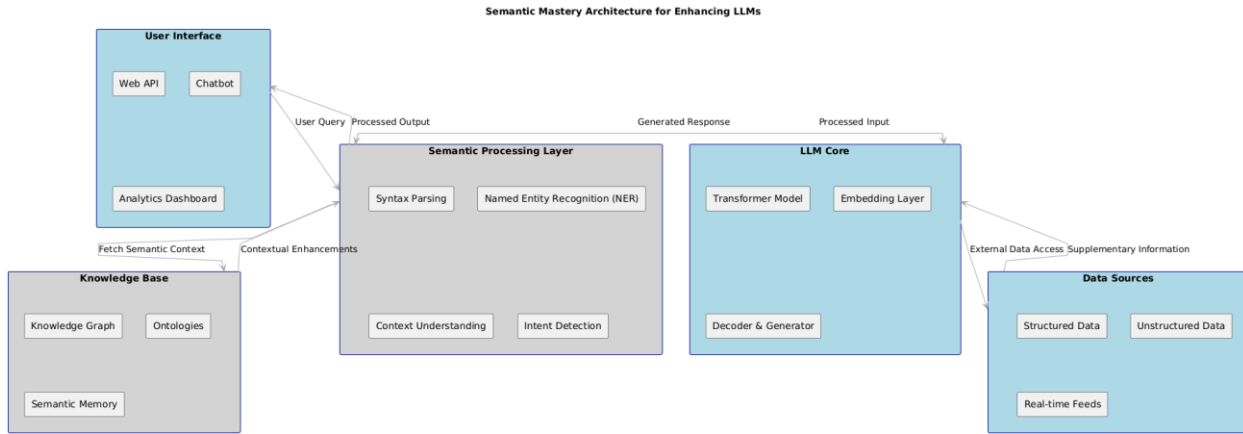 Semantic Mastery Architecture for Enhancing LLMs
User Interface
Web API
Chatbot
Analytics Dashboard
User Query
Processed Output
Generated Response
Processed Input
Semantic Processing Layer
Syntax Parsing
Named Entity Recognition (NER)
Context Understanding
Intent Detection
LLM Core
Transformer Model
Embedding Layer
Decoder & Generator
Fetch Semantic Context
Contextual Enhancements
External Data Access
Supplementary Information
Knowledge Base
Knowledge Graph
Ontologies
Semantic Memory
Data Sources
Structured Data
Unstructured Data
Real-time Feeds